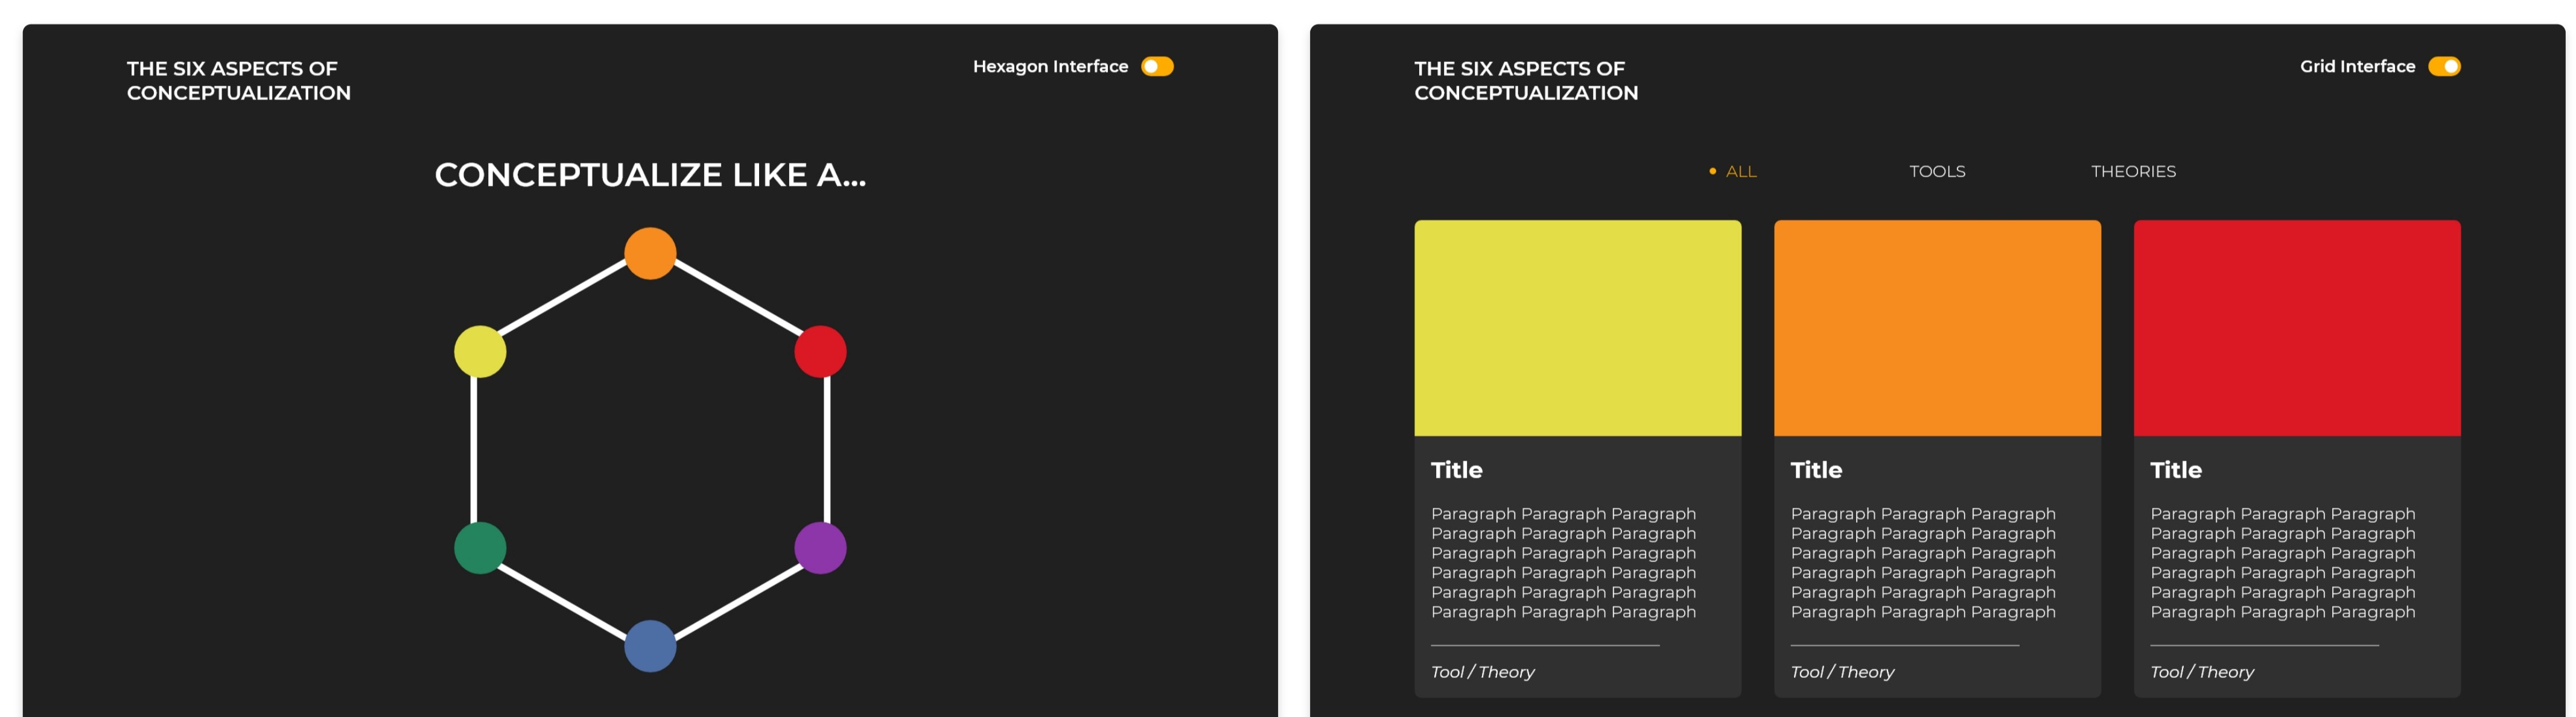 THE SIX ASPECTS OF
CONCEPTUALIZATION
Hexagon Interface
CONCEPTUALIZE LIKE A...
THE SIX ASPECTS OF
CONCEPTUALIZATION
Grid Interface
• ALL
TOOLS
THEORIES
Title
Paragraph Paragraph Paragraph
Paragraph Paragraph Paragraph
Paragraph Paragraph Paragraph
Paragraph Paragraph Paragraph
Paragraph Paragraph Paragraph
Paragraph Paragraph Paragraph
Tool / Theory
Title
Paragraph Paragraph Paragraph
Paragraph Paragraph Paragraph
Paragraph Paragraph Paragraph
Paragraph Paragraph Paragraph
Paragraph Paragraph Paragraph
Paragraph Paragraph Paragraph
Tool / Theory
Title
Paragraph Paragraph Paragraph
Paragraph Paragraph Paragraph
Paragraph Paragraph Paragraph
Paragraph Paragraph Paragraph
Paragraph Paragraph Paragraph
Paragraph Paragraph Paragraph
Tool / Theory